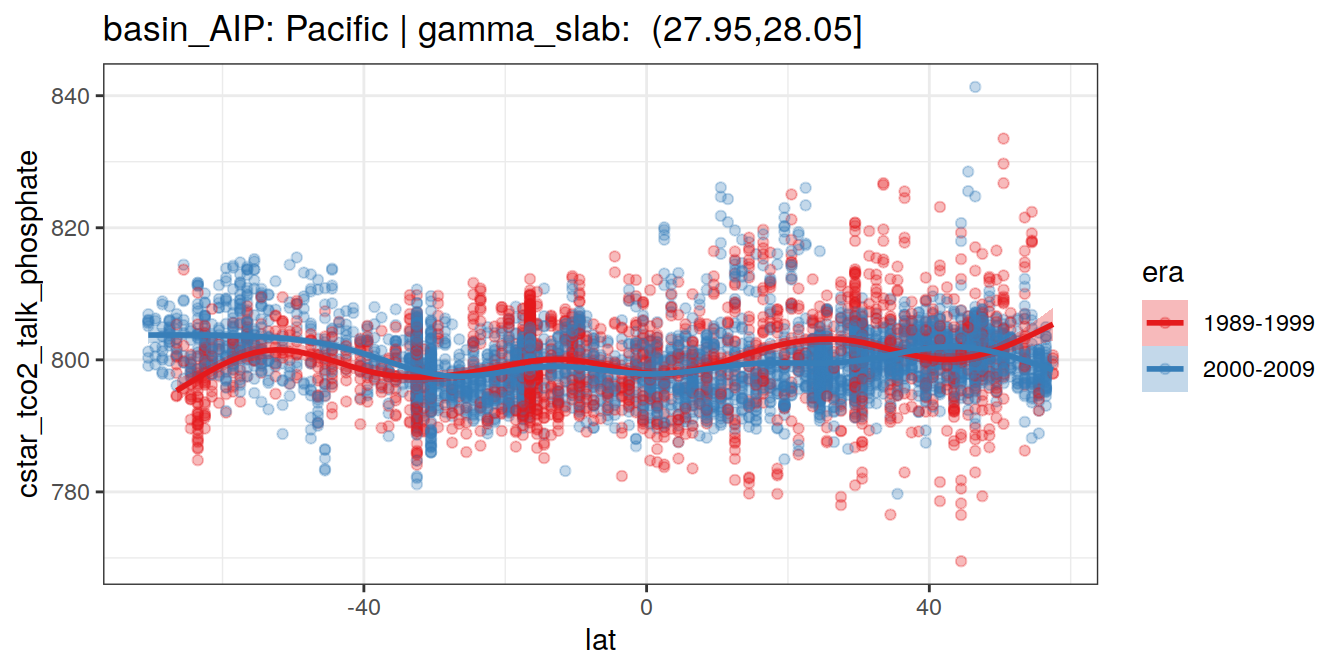 basin_AIP: Pacific | gamma_slab:  (27.95,28.05]
cstar_tco2_talk_phosphate
840
820
800
780
-40
0
40
lat
era
1989-1999
2000-2009